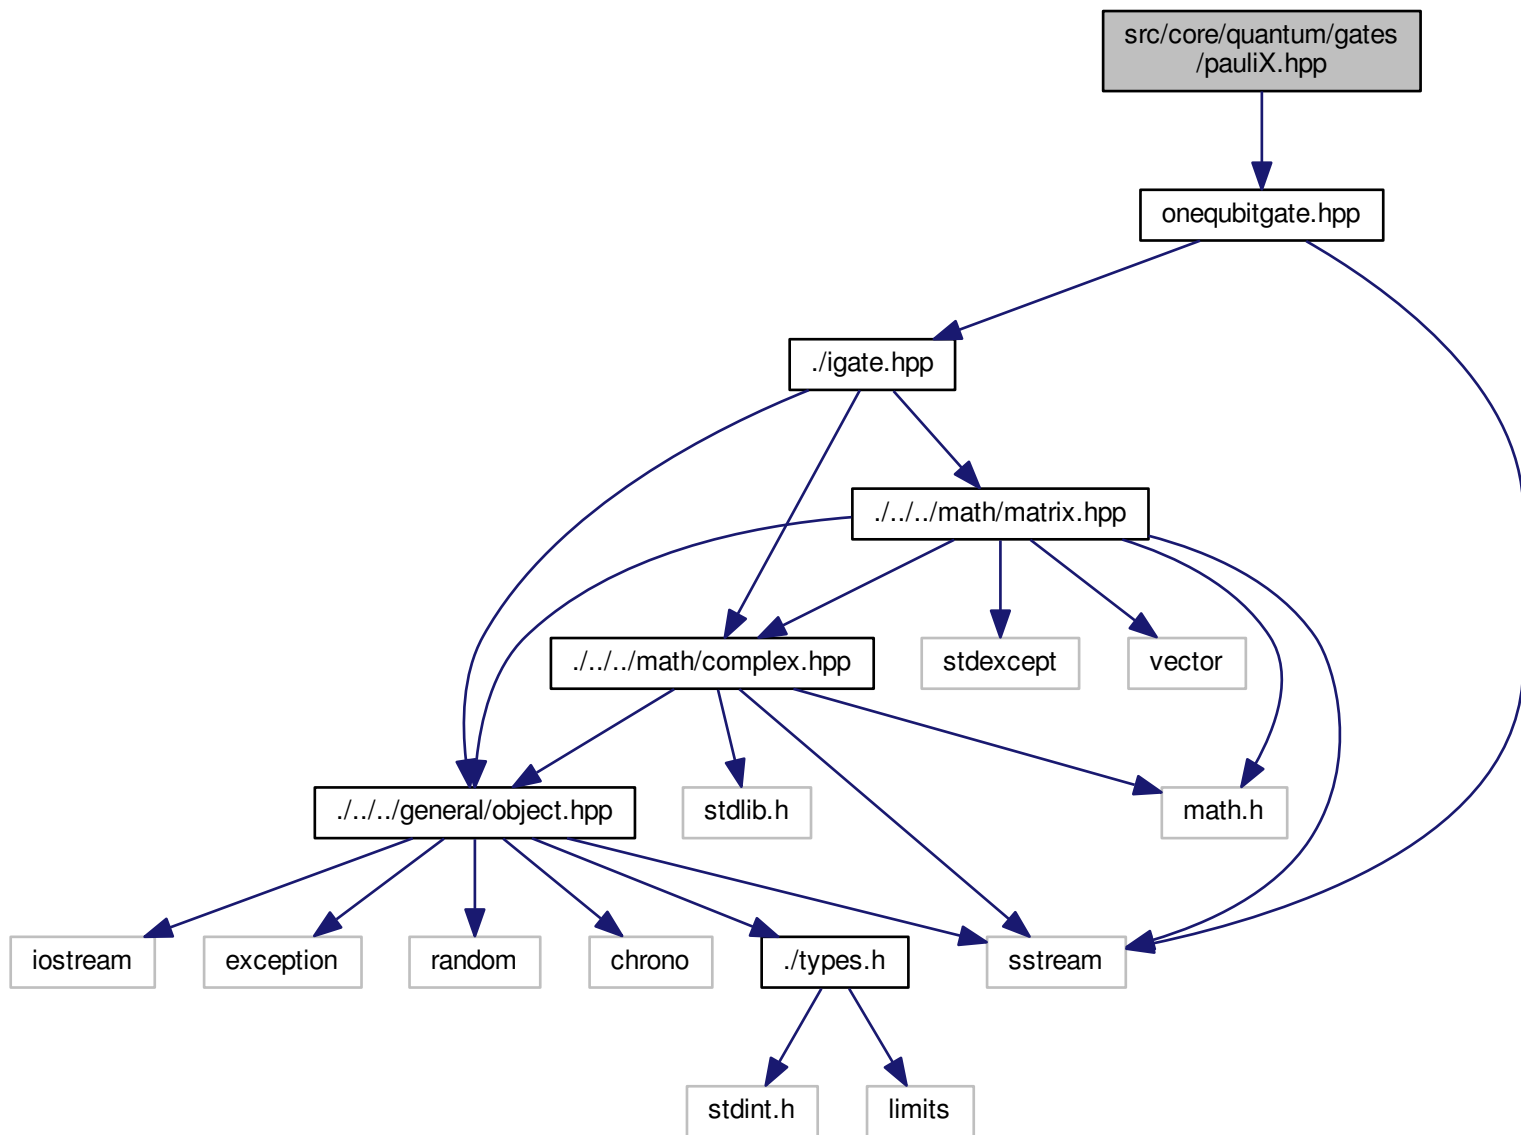 src/core/quantum/gates
/pauliX.hpp
onequbitgate.hpp
./igate.hpp
./../../math/matrix.hpp
./../../math/complex.hpp
stdexcept
vector
./../../general/object.hpp
stdlib.h
math.h
iostream
exception
random
chrono
./types.h
sstream
stdint.h
limits